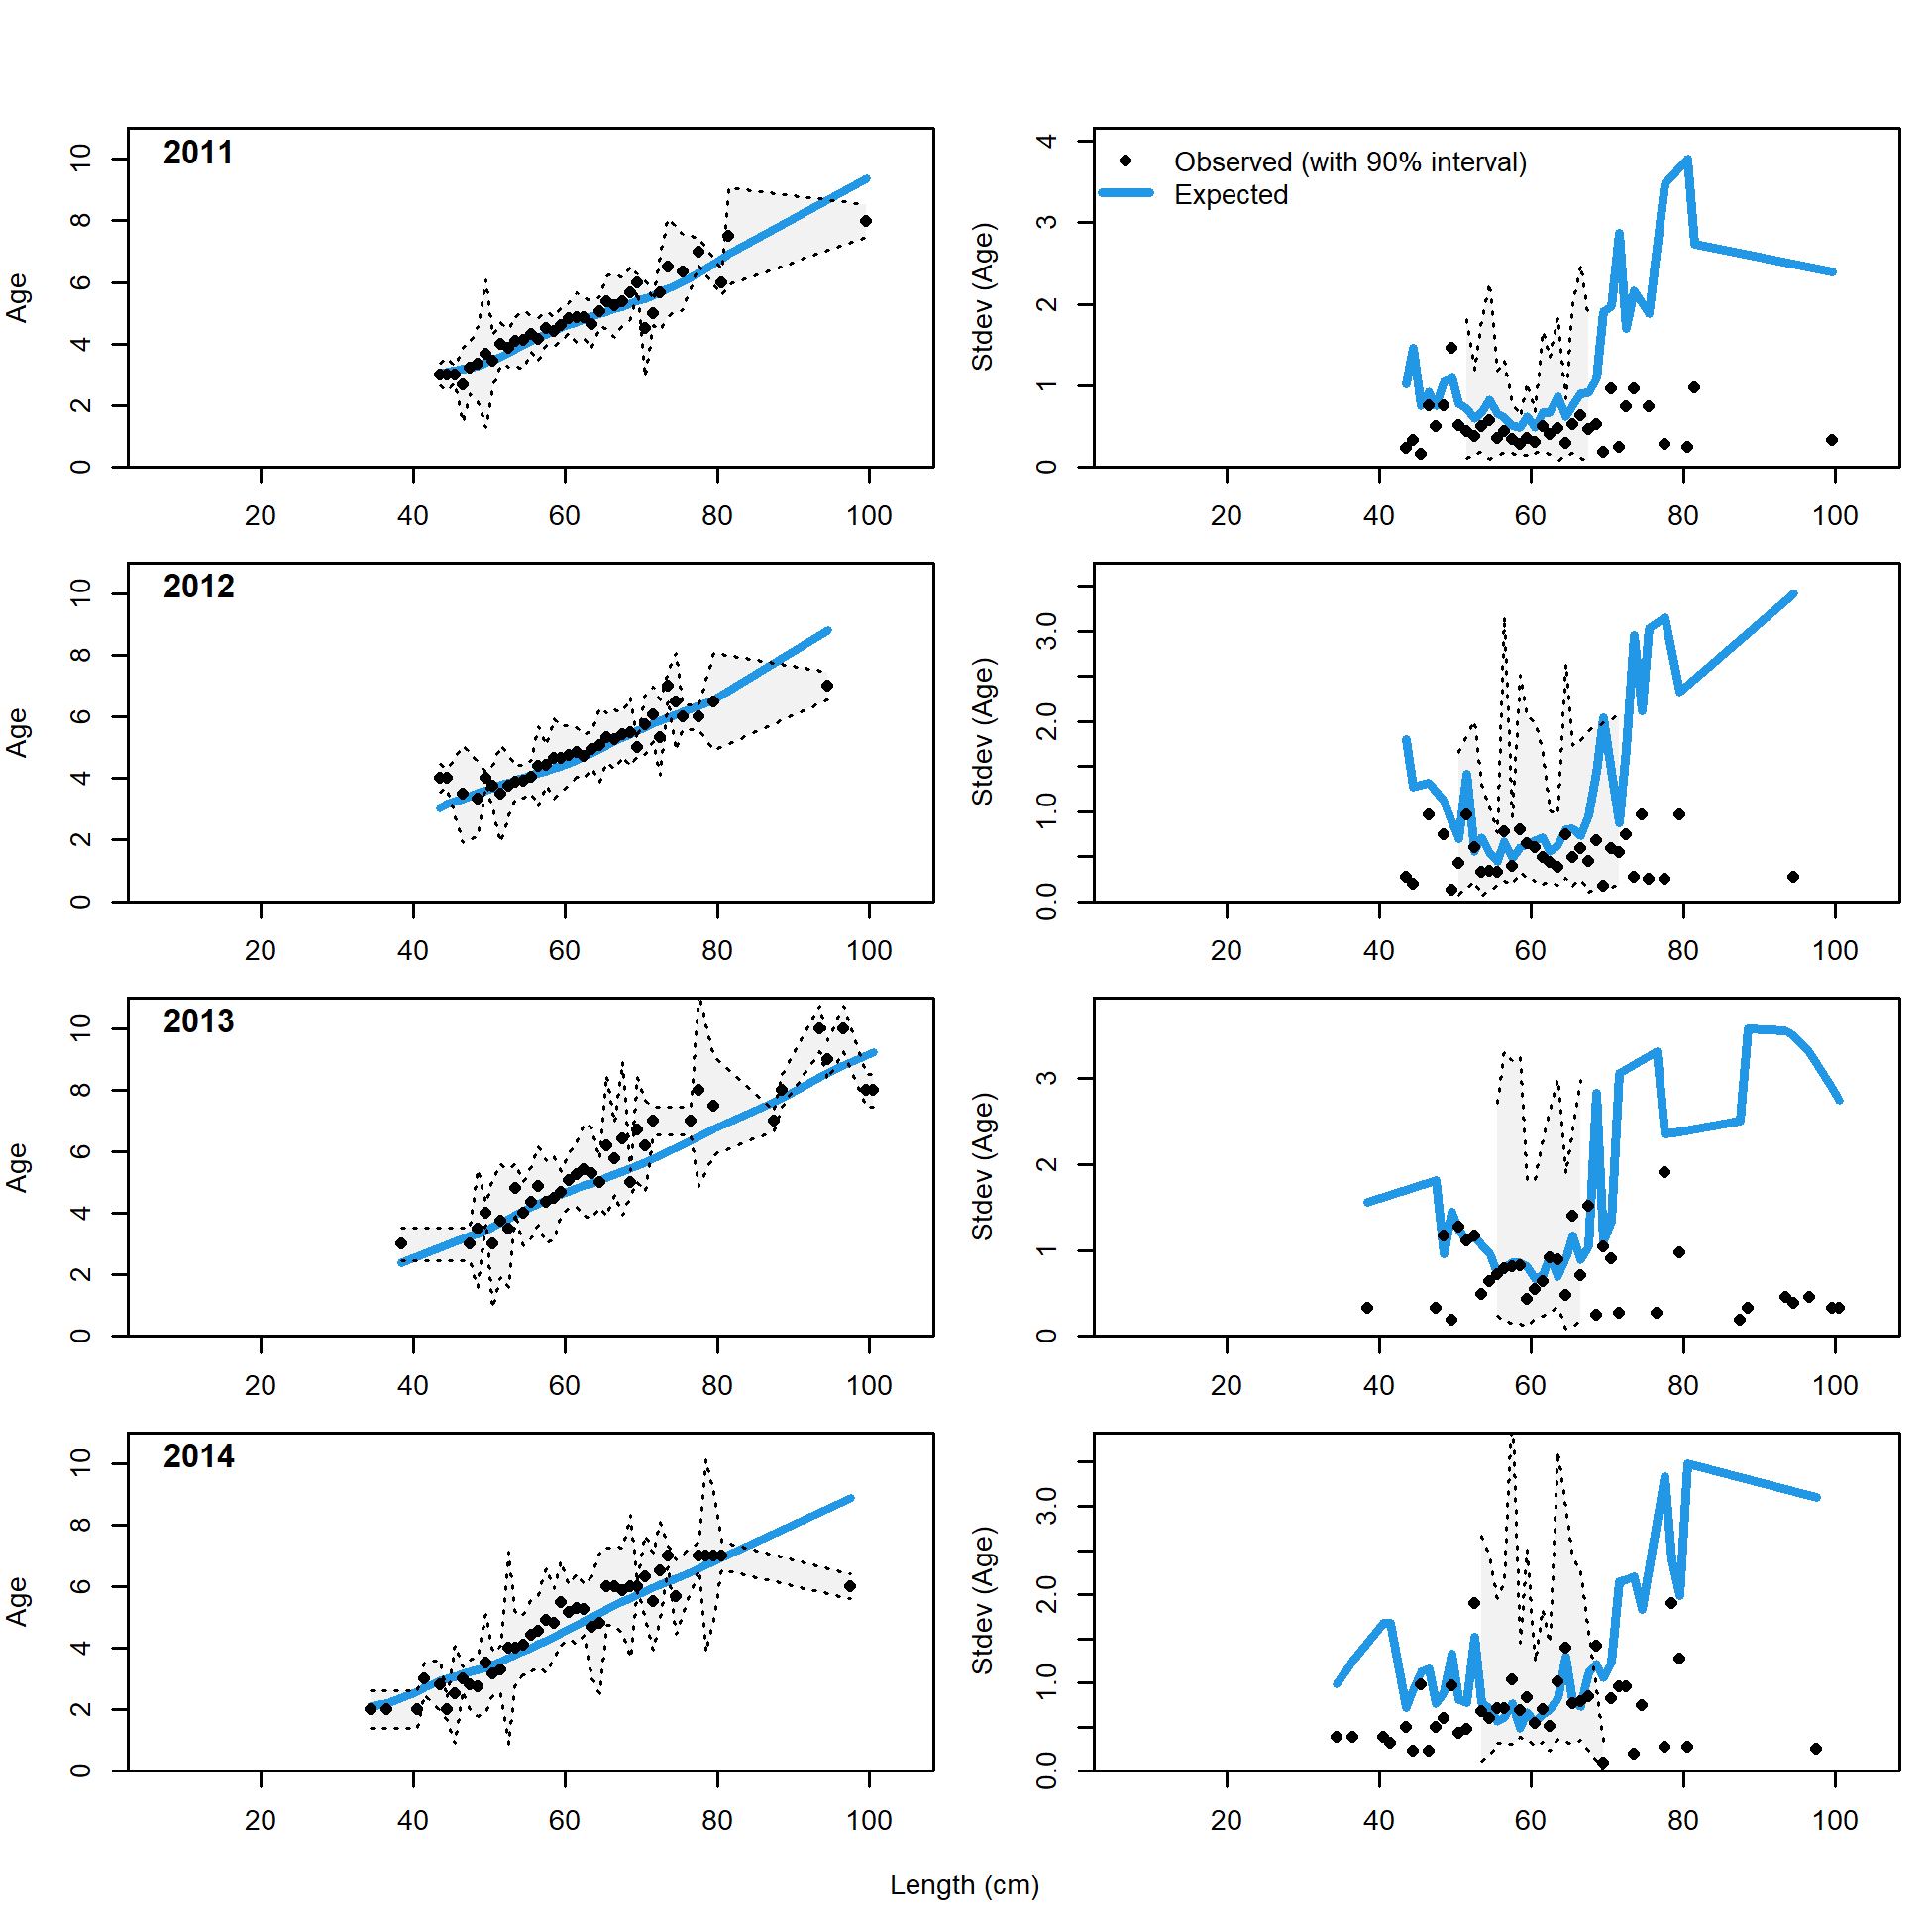 2011
Age
0 2 4 6 8 10
20 40 60 80 100
Observed (with 90% interval)
Expected
Stdev (Age)
0 1 2 3 4
20 40 60 80 100
2012
Age
0 2 4 6 8 10
20 40 60 80 100
Stdev (Age)
0.0 1.0 2.0 3.0
20 40 60 80 100
2013
Age
0 2 4 6 8 10
20 40 60 80 100
Stdev (Age)
0 1 2 3
20 40 60 80 100
2014
Age
0 2 4 6 8 10
20 40 60 80 100
Stdev (Age)
0.0 1.0 2.0 3.0
20 40 60 80 100
Length (cm)